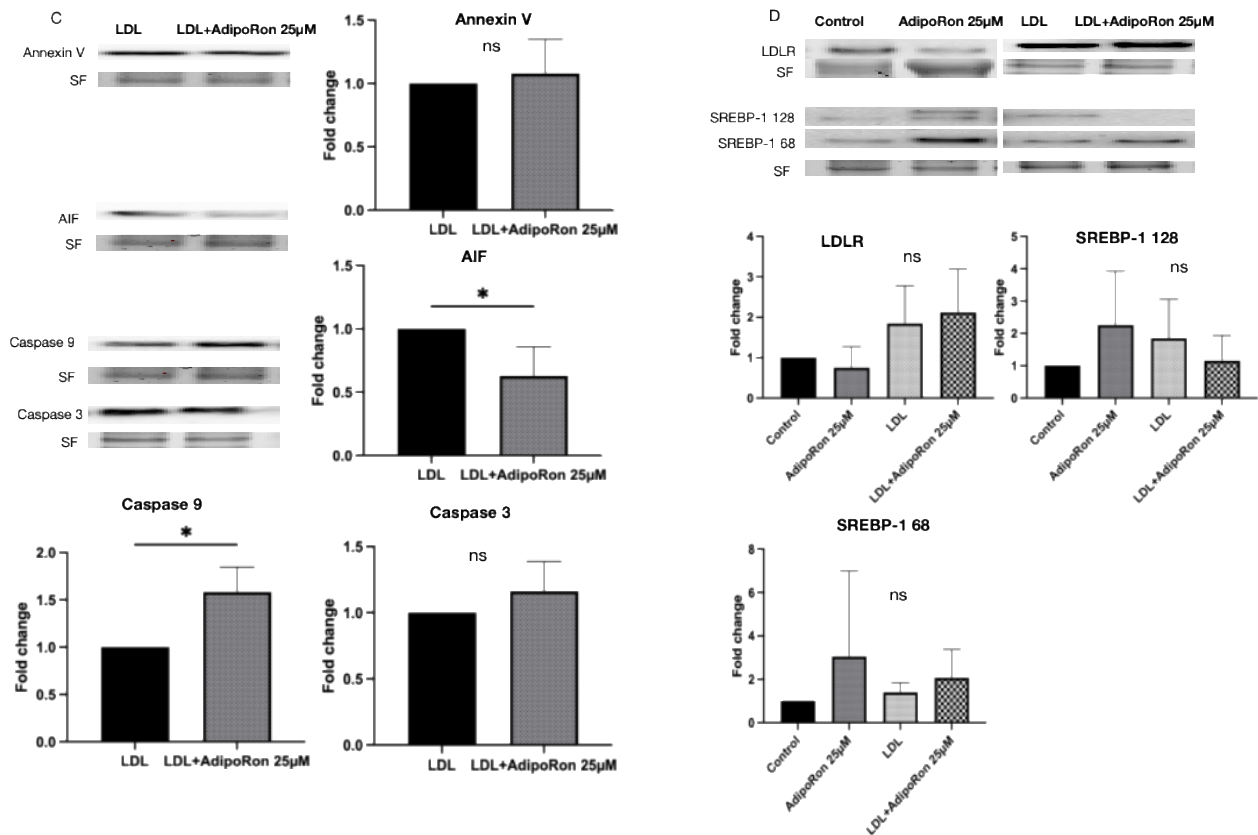 C
LDL LDL+AdipoRon 25µM
Annexin V
SF
AIF
SF
Caspase 9
SF
Caspase 3
SF
Annexin V
ns
Fold change
1.5
1.0
0.5
0.0
LDL LDL+AdipoRon 25µM
AIF
*
Fold change
1.5
1.0
0.5
0.0
LDL LDL+AdipoRon 25µM
Caspase 9
*
Fold change
2.0
1.5
1.0
0.5
0.0
LDL LDL+AdipoRon 25µM
Caspase 3
ns
Fold change
1.5
1.0
0.5
0.0
LDL LDL+AdipoRon 25µM
D
Control AdipoRon 25µM LDL LDL+AdipoRon 25µM
LDLR
SF
SREBP-1 128
SREBP-1 68
SF
LDLR
ns
Fold change
4
3
2
1
0
Control
AdipoRon 25µM
LDL
LDL+AdipoRon 25µM
SREBP-1 128
ns
Fold change
5
4
3
2
1
0
Control
AdipoRon 25µM
LDL
LDL+AdipoRon 25µM
SREBP-1 68
ns
Fold change
8
6
4
2
0
Control
AdipoRon 25µM
LDL
LDL+AdipoRon 25µM